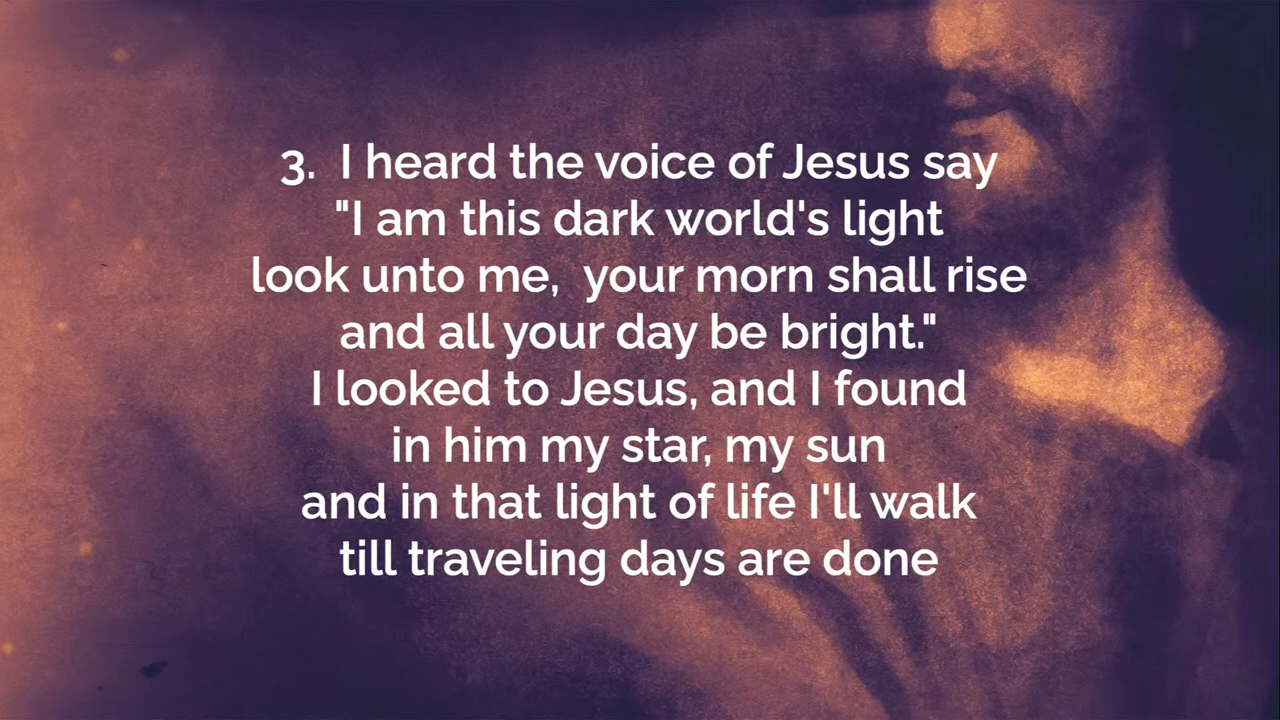 3.  I heard the voice of Jesus say
"I am this dark world's light
look unto me,  your morn shall rise
and all your day be bright."
I looked to Jesus, and I found
in him my star, my sun
and in that light of life I'll walk
till traveling days are done